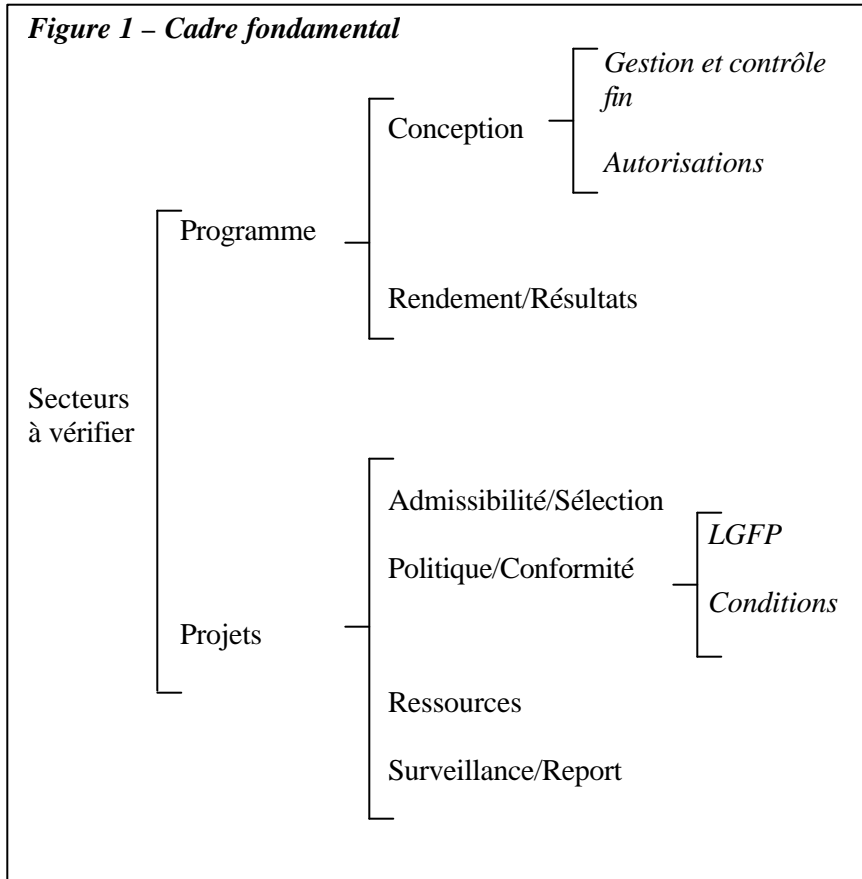 Figure 1 – Cadre fondamental
Gestion et contrôle
fin
Conception
Autorisations
Programme
Rendement/Résultats
Secteurs
à vérifier
Admissibilité/Sélection
LGFP
Politique/Conformité
Conditions
Projets
Ressources
Surveillance/Report